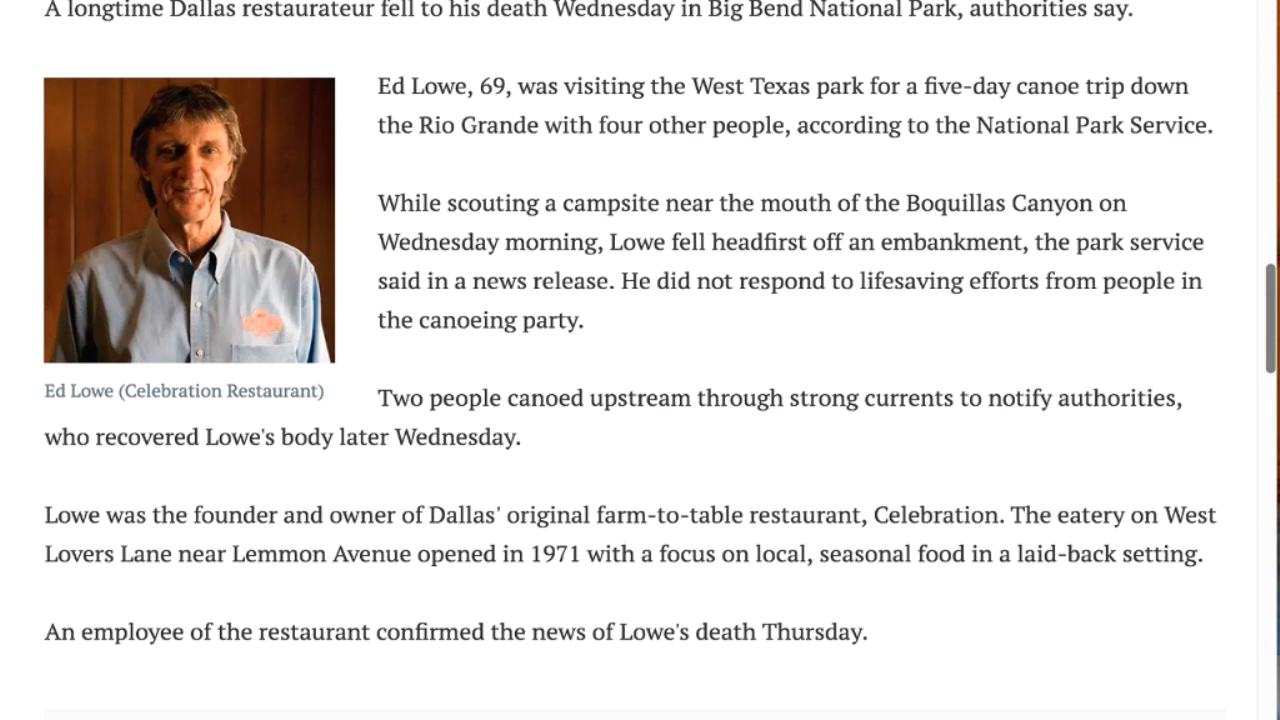 A longtime Dallas restaurateur fell to his death Wednesday in Big Bend National Park, authorities say.
Ed Lowe, 69, was visiting the West Texas park for a five-day canoe trip down
the Rio Grande with four other people, according to the National Park Service.
While scouting a campsite near the mouth of the Boquillas Canyon on
Wednesday morning, Lowe fell headfirst off an embankment, the park service
said in a news release. He did not respond to lifesaving efforts from people in
the canoeing party.
Ed Lowe (Celebration Restaurant)
Two people canoed upstream through strong currents to notify authorities,
who recovered Lowe's body later Wednesday.
Lowe was the founder and owner of Dallas' original farm-to-table restaurant, Celebration. The eatery on West
Lovers Lane near Lemmon Avenue opened in 1971 with a focus on local, seasonal food in a laid-back setting.
An employee of the restaurant confirmed the news of Lowe's death Thursday.